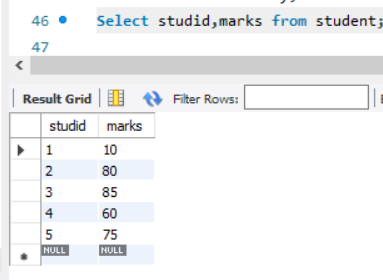 46 Select studid,marks from student;
47
Result Grid Filter Rows:
studid marks
1 10
2 80
3 85
4 60
5 75
NULL NULL